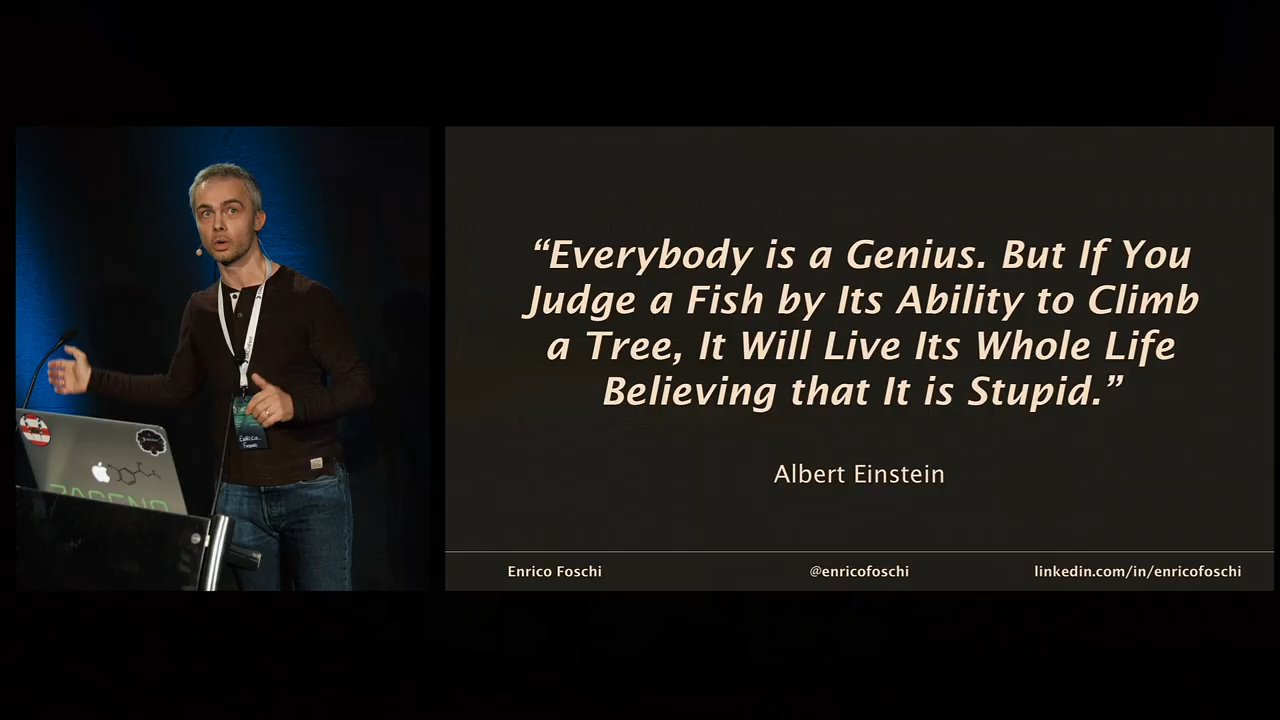 “Everybody is a Genius. But If You
Judge a Fish by Its Ability to Climb
a Tree, It Will Live Its Whole Life
Believing that It is Stupid.”
Albert Einstein
Enrico Foschi
@enricofoschi
linkedin.com/in/enricofoschi
ZAGENO